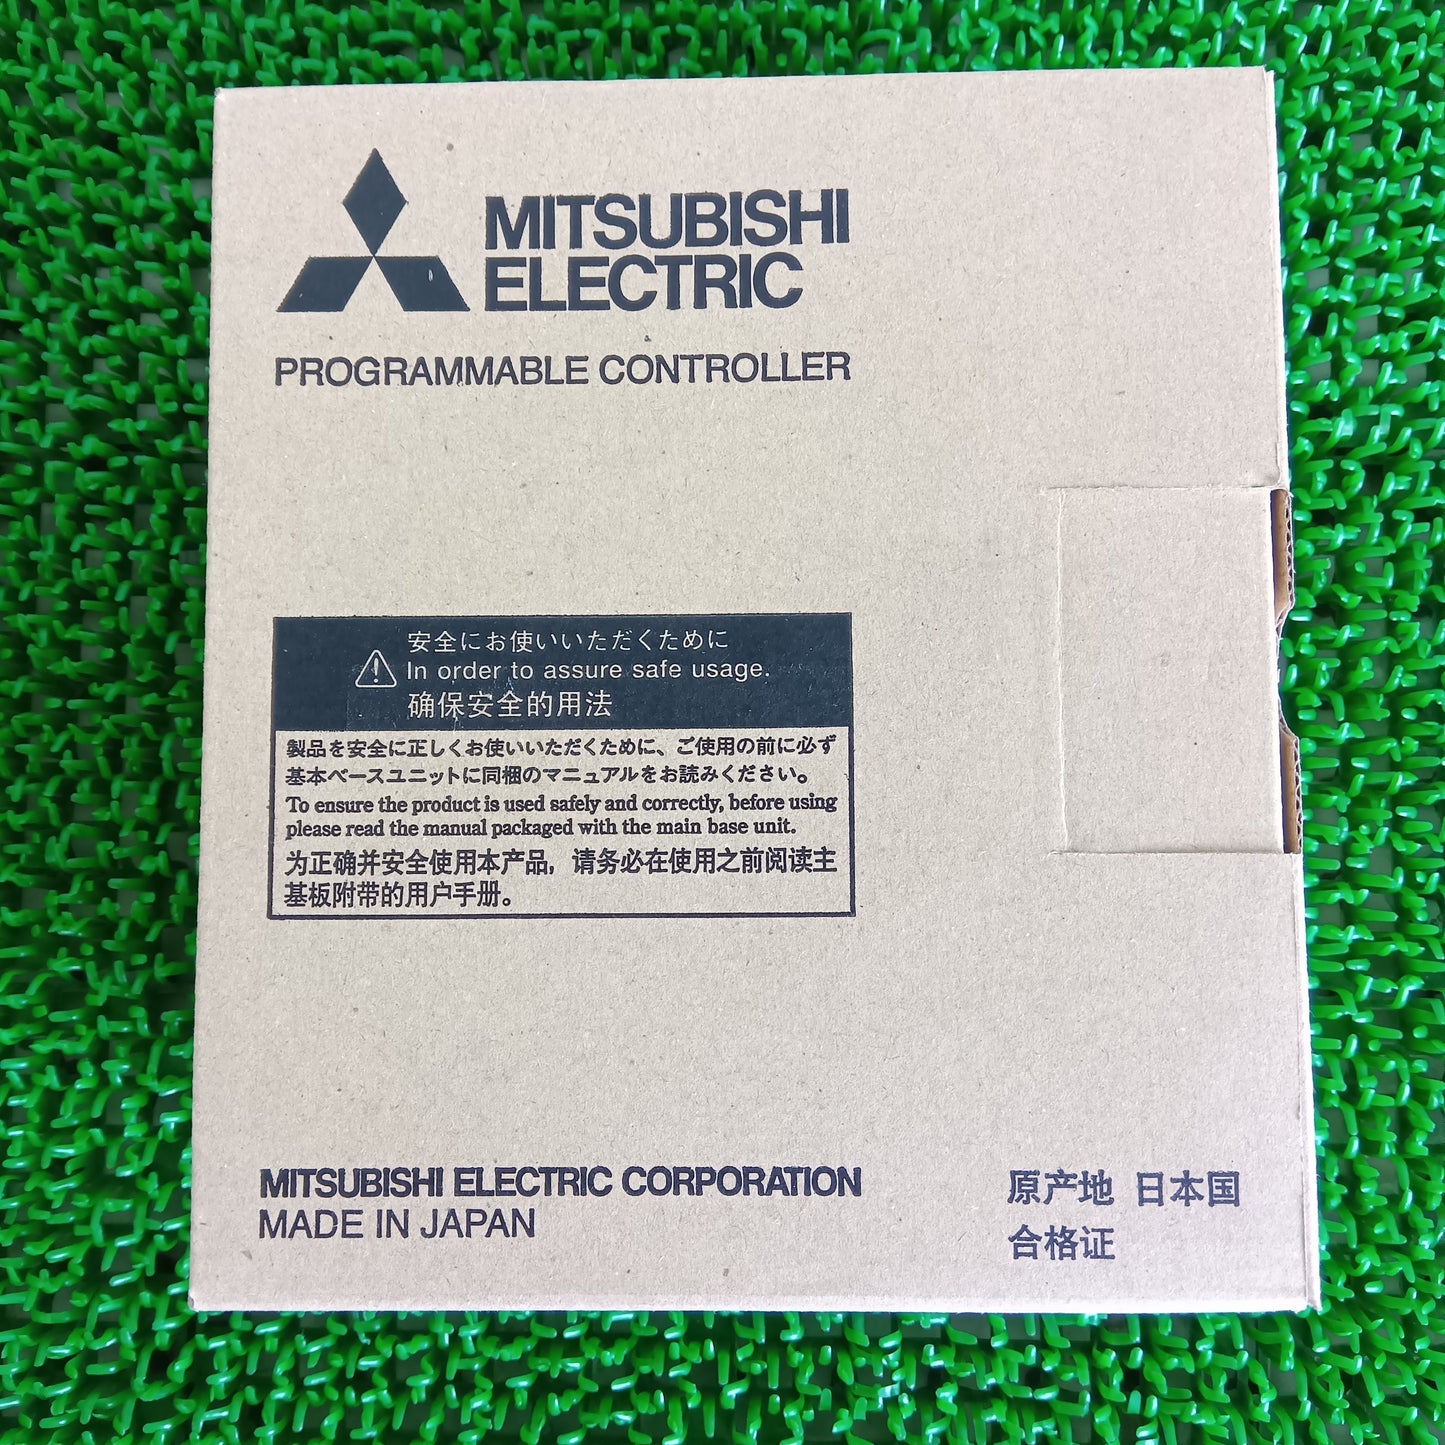 MITSUBISHI
ELECTRIC
PROGRAMMABLE CONTROLLER
安全にお使いいただくために
In order to assure safe usage.
确保安全的用法
製品を安全に正しくお使いいただくために、ご使用の前に必ず
基本ベースユニットに同梱のマニュアルをお読みください。
To ensure the product is used safely and correctly, before using
please read the manual packaged with the main base unit.
为正确并安全使用本产品，请务必在使用之前阅读主
基板附带的用户手册。
MITSUBISHI ELECTRIC CORPORATION
MADE IN JAPAN
原产地 日本国
合格证